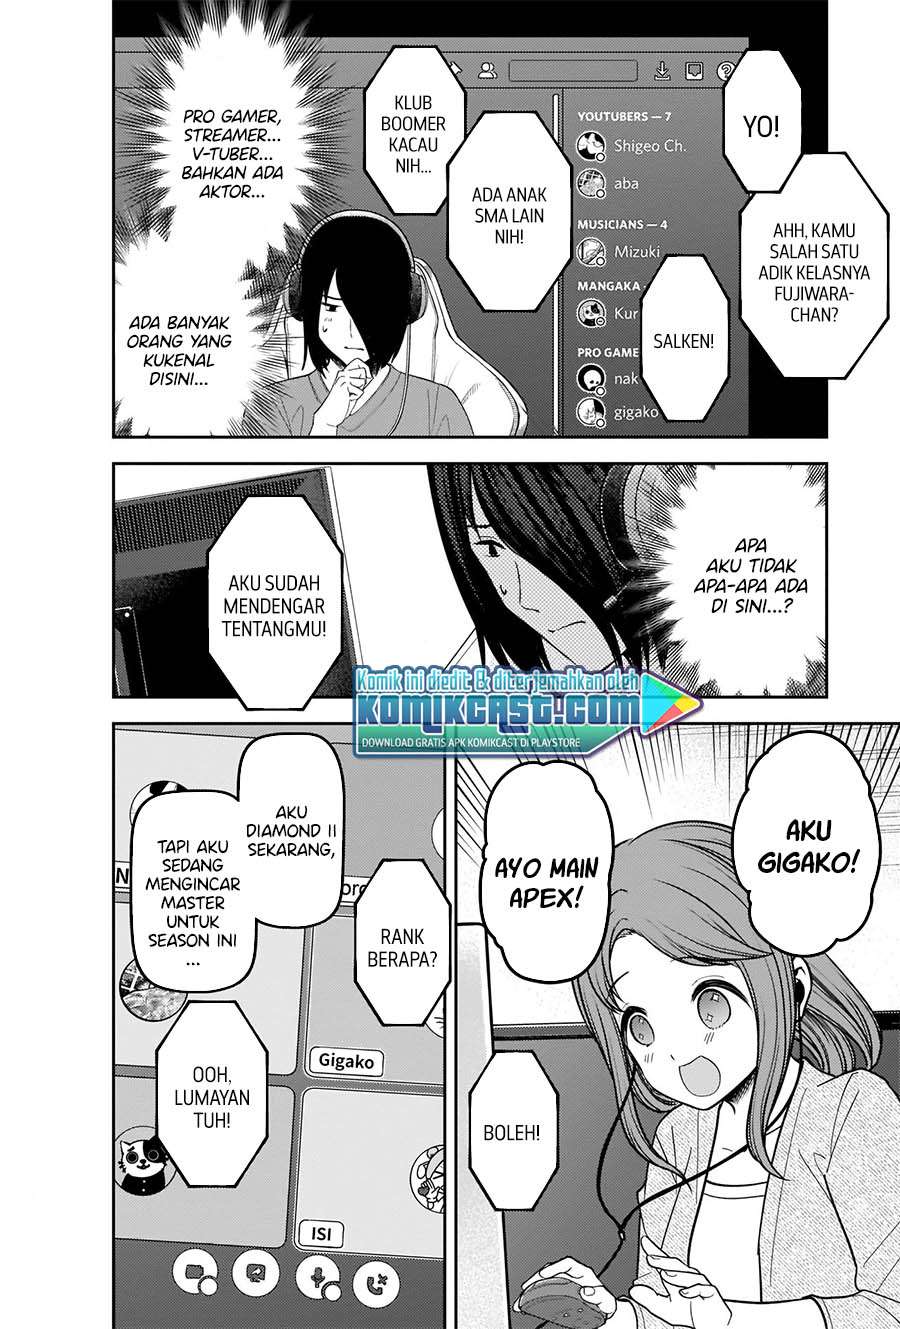 YO!
AHH, KAMU
SALAH SATU
ADIK KELASNYA
FUJIWARA-
CHAN?
YOUTUBERS — 7
Shigeo Ch.
aba
MUSICIANS — 4
Mizuki
MANGAKA
Kur
PRO GAME
nak
gigako
SALKEN!
ADA ANAK
SMA LAIN
NIH!
KLUB
BOOMER
KACAU
NIH...
PRO GAMER,
STREAMER...
V-TUBER...
BAHKAN ADA
AKTOR...
ADA BANYAK
ORANG YANG
KUKENAL
DISINI...
APA
AKU TIDAK
APA-APA ADA
DI SINI...?
AKU SUDAH
MENDENGAR
TENTANGMU!
Komik ini diedit & diterjemahkan oleh
KOMIKCAST.COM
DOWNLOAD GRATIS APK KOMIKCAST DI PLAYSTORE
AKU
GIGAKO!
AYO MAIN
APEX!
BOLEH!
RANK
BERAPA?
AKU
DIAMOND II
SEKARANG,
TAPI AKU
SEDANG
MENGINCAR
MASTER
UNTUK
SEASON INI
...
OOH,
LUMAYAN
TUH!
N
org
Gigako
ISI